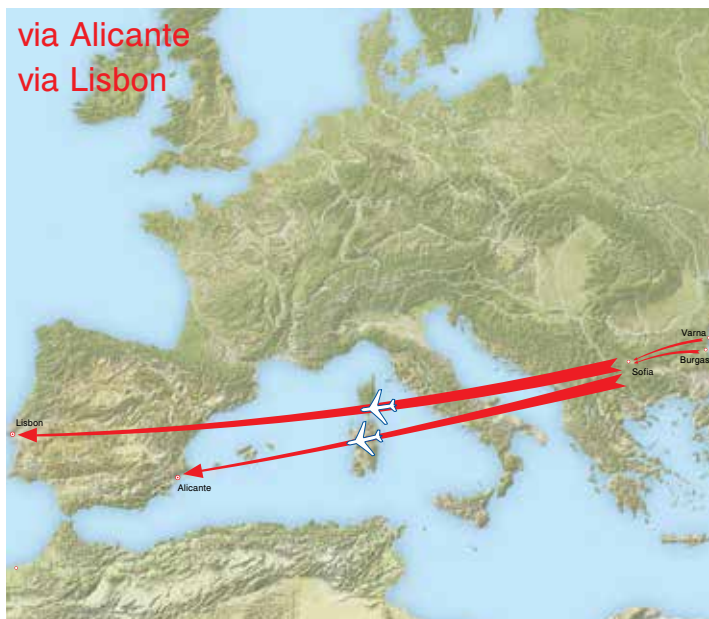 via Alicante
via Lisbon
Varna
Burgas
Sofia
Lisbon
Alicante